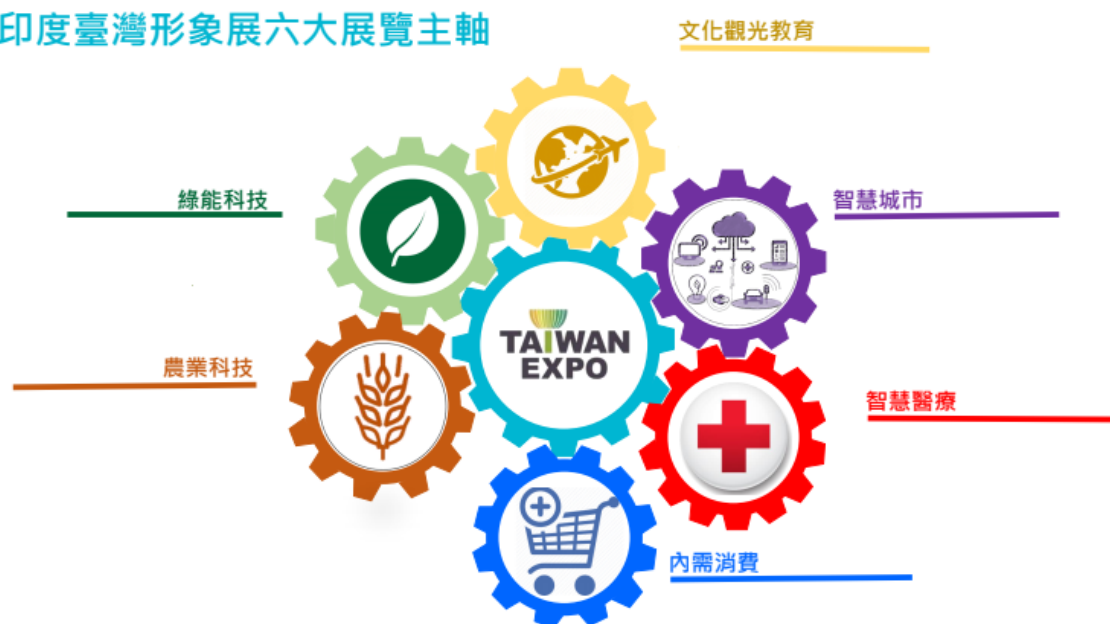 印度臺灣形象展六大展覽主軸
文化觀光教育
綠能科技
智慧城市
TAIWAN
EXPO
農業科技
智慧醫療
內需消費